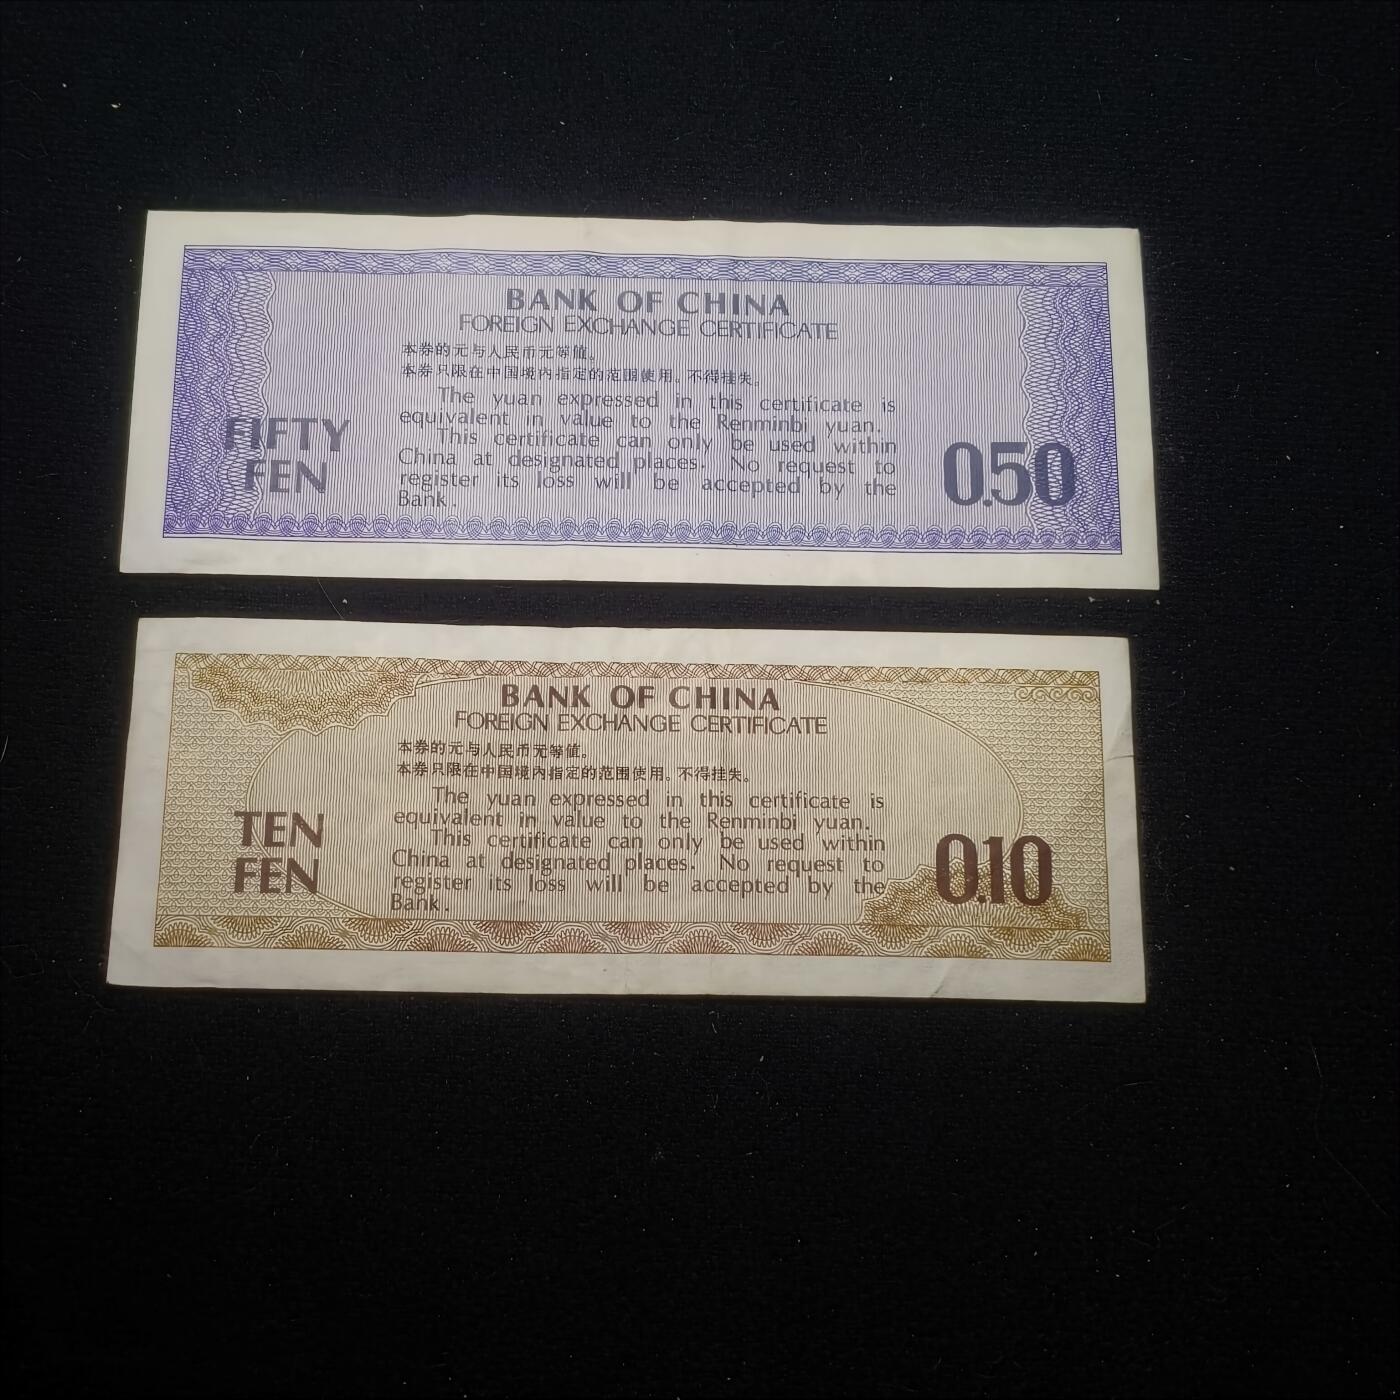 BANK OF CHINA
FOREIGN EXCHANGE CERTIFICATE
本券的元与人民币元等值。
本券只限在中国境内指定的范围使用。不得挂失。
The yuan expressed in this certificate is
equivalent in value to the Renminbi yuan.
This certificate can only be used within
China at designated places. No request to
register its loss will be accepted by the
Bank.
FIFTY
FEN
0.50
BANK OF CHINA
FOREIGN EXCHANGE CERTIFICATE
本券的元与人民币元等值。
本券只限在中国境内指定的范围使用。不得挂失。
The yuan expressed in this certificate is
equivalent in value to the Renminbi yuan.
This certificate can only be used within
China at designated places. No request to
register its loss will be accepted by the
Bank.
TEN
FEN
0.10